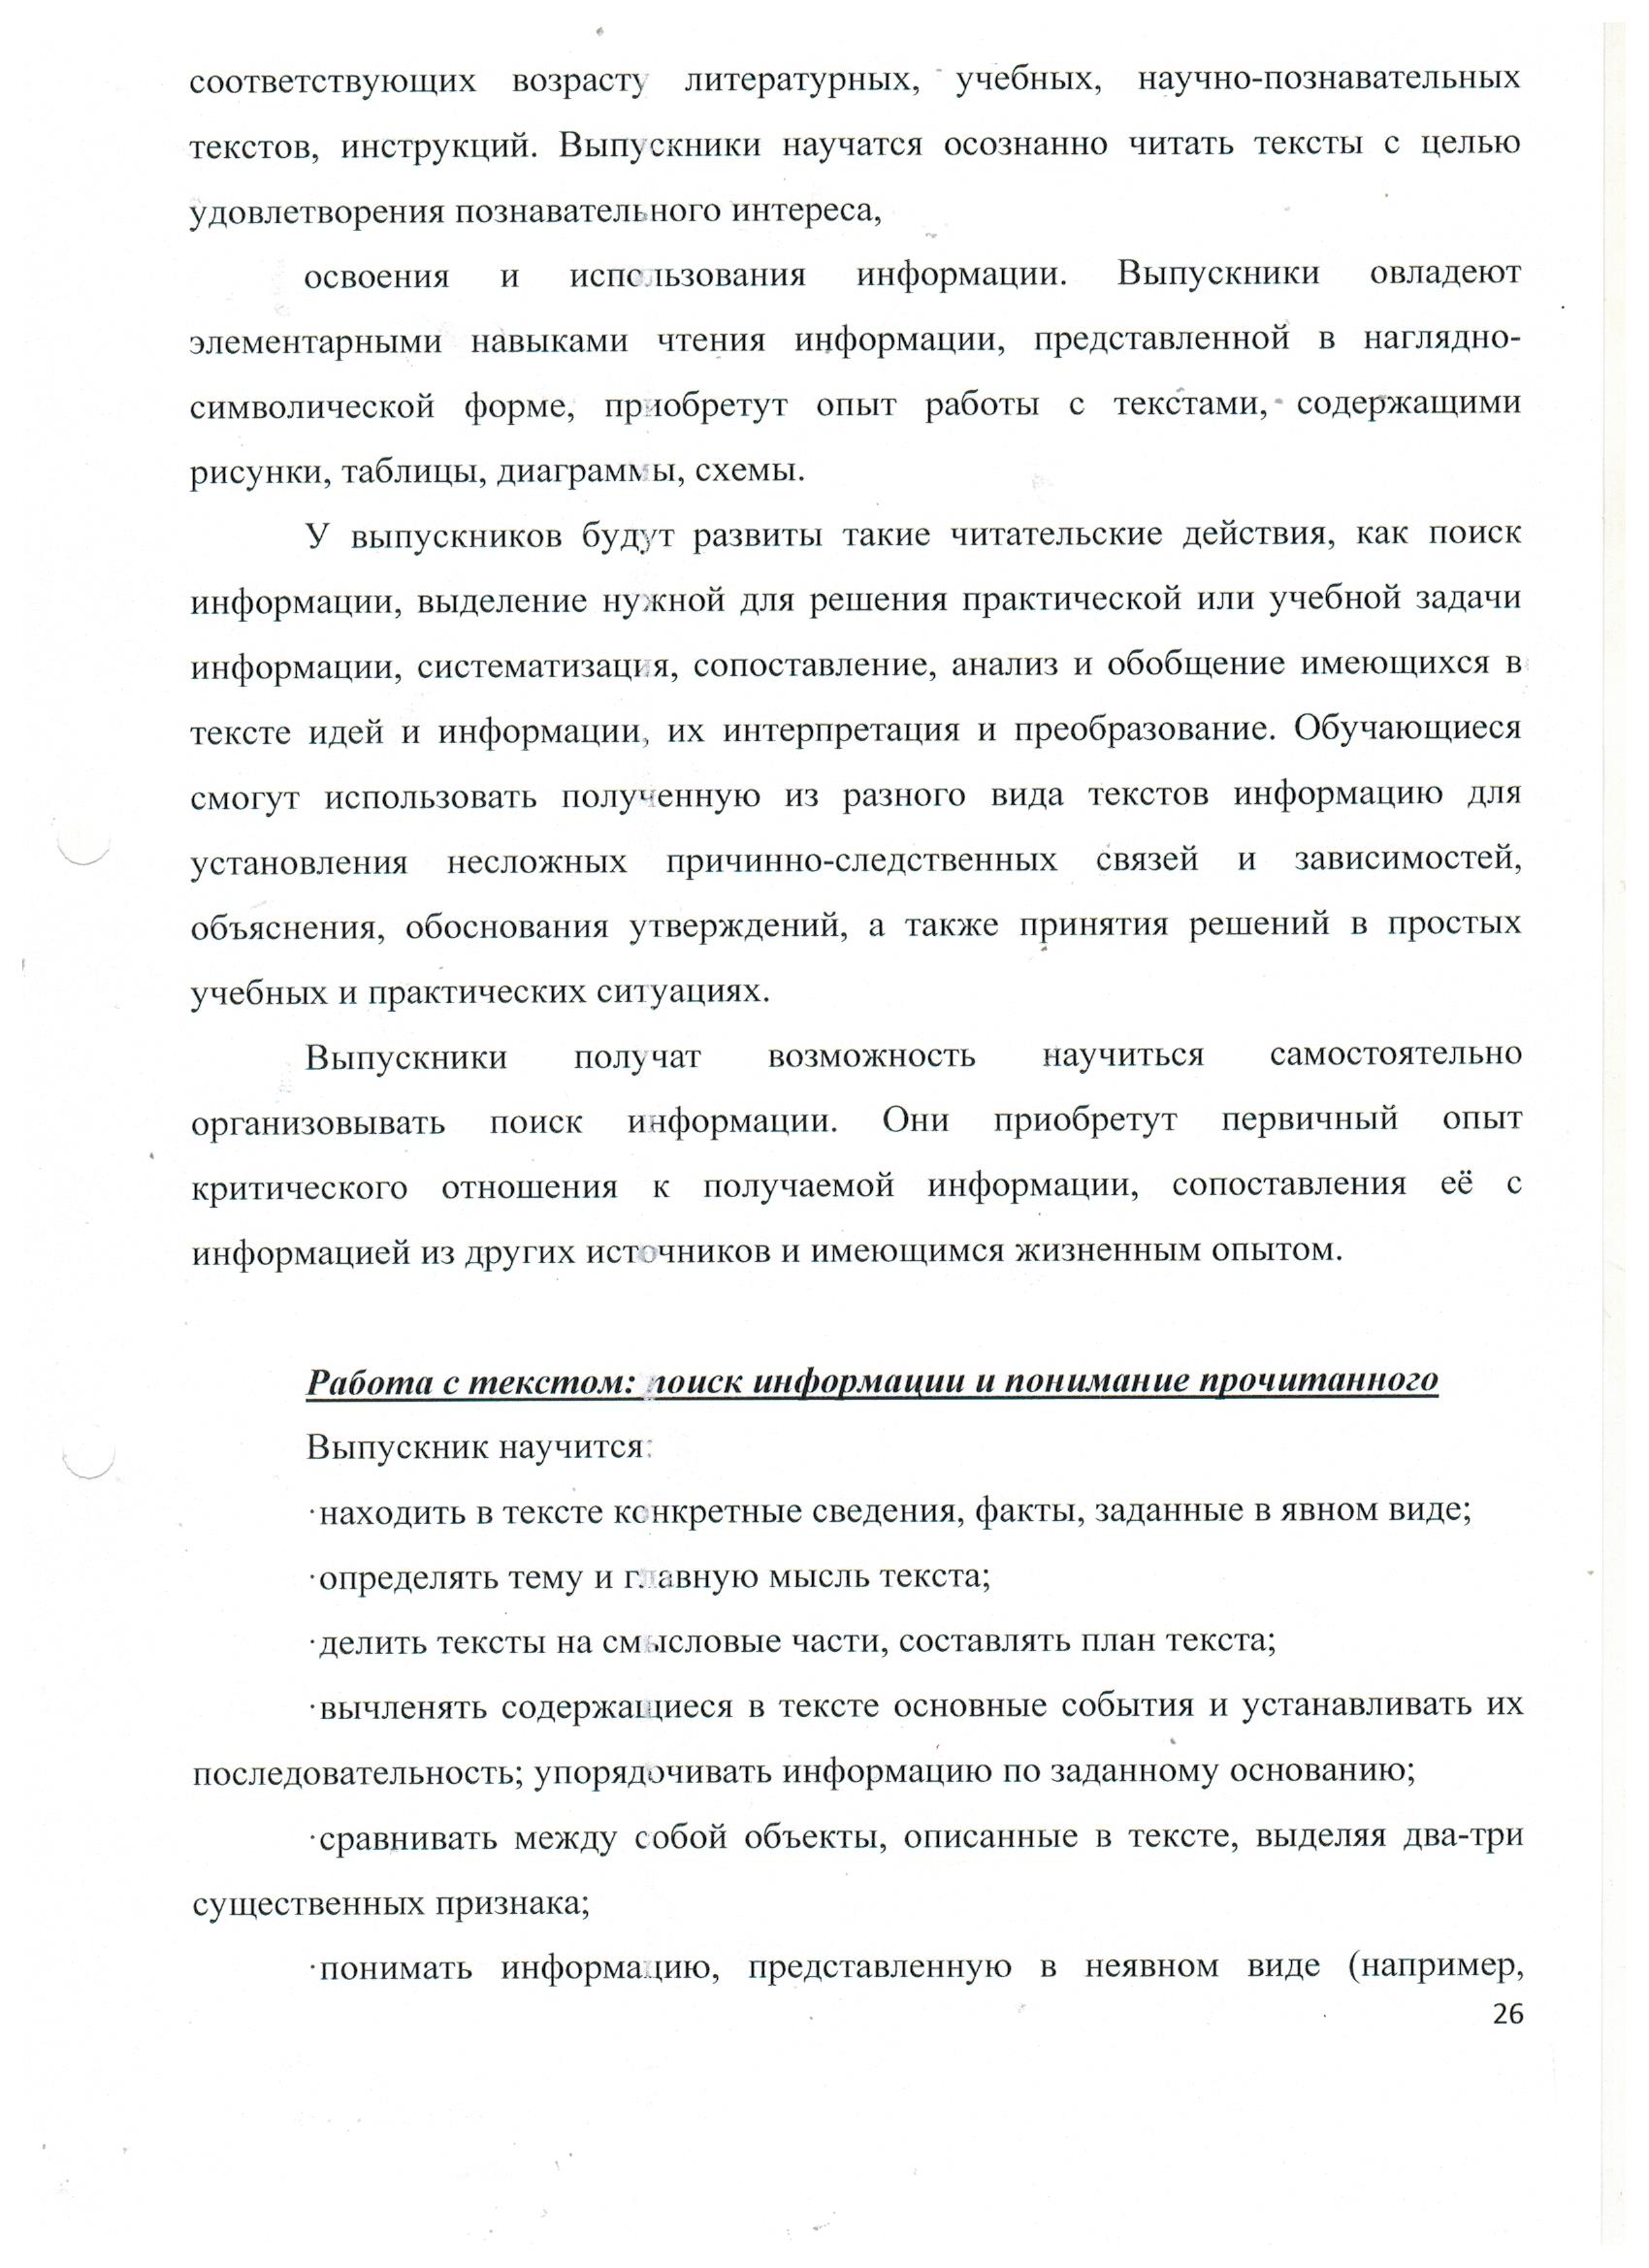 соответствующих возрасту литературных, учебных, научно-познавательных
текстов, инструкций. Выпускники научатся осознанно читать тексты с целью
удовлетворения познавательного интереса,
освоения и использования информации. Выпускники овладеют
элементарными навыками чтения информации, представленной в наглядно-
символической форме, приобретут опыт работы с текстами, содержащими
рисунки, таблицы, диаграммы, схемы.
У выпускников будут развиты такие читательские действия, как поиск
информации, выделение нужной для решения практической или учебной задачи
информации, систематизация, сопоставление, анализ и обобщение имеющихся в
тексте идей и информации, их интерпретация и преобразование. Обучающиеся
смогут использовать полученную из разного вида текстов информацию для
установления несложных причинно-следственных связей и зависимостей,
объяснения, обоснования утверждений, а также принятия решений в простых
учебных и практических ситуациях.
Выпускники получат возможность научиться самостоятельно
организовывать поиск информации. Они приобретут первичный опыт
критического отношения к получаемой информации, сопоставления её с
информацией из других источников и имеющимся жизненным опытом.
Работа с текстом: поиск информации и понимание прочитанного
Выпускник научится:
·находить в тексте конкретные сведения, факты, заданные в явном виде;
·определять тему и главную мысль текста;
·делить тексты на смысловые части, составлять план текста;
·вычленять содержащиеся в тексте основные события и устанавливать их
последовательность; упорядочивать информацию по заданному основанию;
·сравнивать между собой объекты, описанные в тексте, выделяя два-три
существенных признака;
·понимать информацию, представленную в неявном виде (например,
26